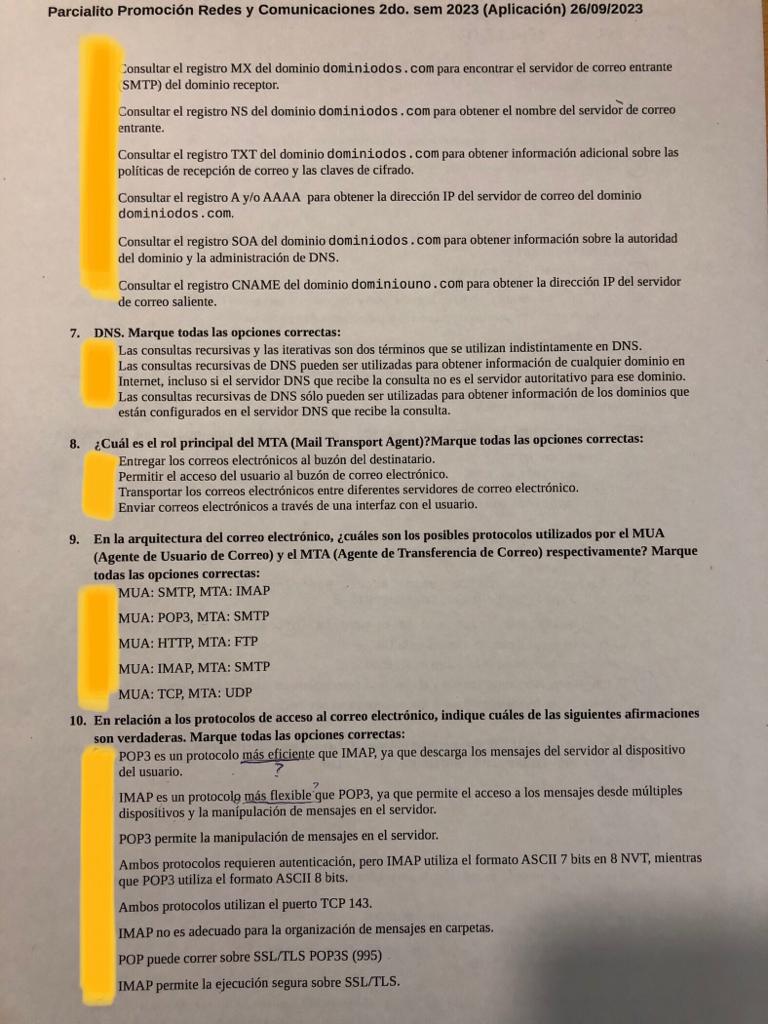 Parcialito Promoción Redes y Comunicaciones 2do. sem 2023 (Aplicación) 26/09/2023
Consultar el registro MX del dominio dominiodos.com para encontrar el servidor de correo entrante
(SMTP) del dominio receptor.
Consultar el registro NS del dominio dominiodos.com para obtener el nombre del servidor de correo
entrante.
Consultar el registro TXT del dominio dominiodos.com para obtener información adicional sobre las
políticas de recepción de correo y las claves de cifrado.
Consultar el registro A y/o AAAA para obtener la dirección IP del servidor de correo del dominio
dominiodos.com.
Consultar el registro SOA del dominio dominiodos.com para obtener información sobre la autoridad
del dominio y la administración de DNS.
Consultar el registro CNAME del dominio dominiouno.com para obtener la dirección IP del servidor
de correo saliente.
7. DNS. Marque todas las opciones correctas:
Las consultas recursivas y las iterativas son dos términos que se utilizan indistintamente en DNS.
Las consultas recursivas de DNS pueden ser utilizadas para obtener información de cualquier dominio en
Internet, incluso si el servidor DNS que recibe la consulta no es el servidor autoritativo para ese dominio.
Las consultas recursivas de DNS sólo pueden ser utilizadas para obtener información de los dominios que
están configurados en el servidor DNS que recibe la consulta.
8. ¿Cuál es el rol principal del MTA (Mail Transport Agent)?Marque todas las opciones correctas:
Entregar los correos electrónicos al buzón del destinatario.
Permitir el acceso del usuario al buzón de correo electrónico.
Transportar los correos electrónicos entre diferentes servidores de correo electrónico.
Enviar correos electrónicos a través de una interfaz con el usuario.
9. En la arquitectura del correo electrónico, ¿cuáles son los posibles protocolos utilizados por el MUA
(Agente de Usuario de Correo) y el MTA (Agente de Transferencia de Correo) respectivamente? Marque
todas las opciones correctas:
MUA: SMTP, MTA: IMAP
MUA: POP3, MTA: SMTP
MUA: HTTP, MTA: FTP
MUA: IMAP, MTA: SMTP
MUA: TCP, MTA: UDP
10. En relación a los protocolos de acceso al correo electrónico, indique cuáles de las siguientes afirmaciones
son verdaderas. Marque todas las opciones correctas:
POP3 es un protocolo más eficiente que IMAP, ya que descarga los mensajes del servidor al dispositivo
del usuario. ?
?
IMAP es un protocolo más flexible que POP3, ya que permite el acceso a los mensajes desde múltiples
dispositivos y la manipulación de mensajes en el servidor.
POP3 permite la manipulación de mensajes en el servidor.
Ambos protocolos requieren autenticación, pero IMAP utiliza el formato ASCII 7 bits en 8 NVT, mientras
que POP3 utiliza el formato ASCII 8 bits.
Ambos protocolos utilizan el puerto TCP 143.
IMAP no es adecuado para la organización de mensajes en carpetas.
POP puede correr sobre SSL/TLS POP3S (995)
IMAP permite la ejecución segura sobre SSL/TLS.